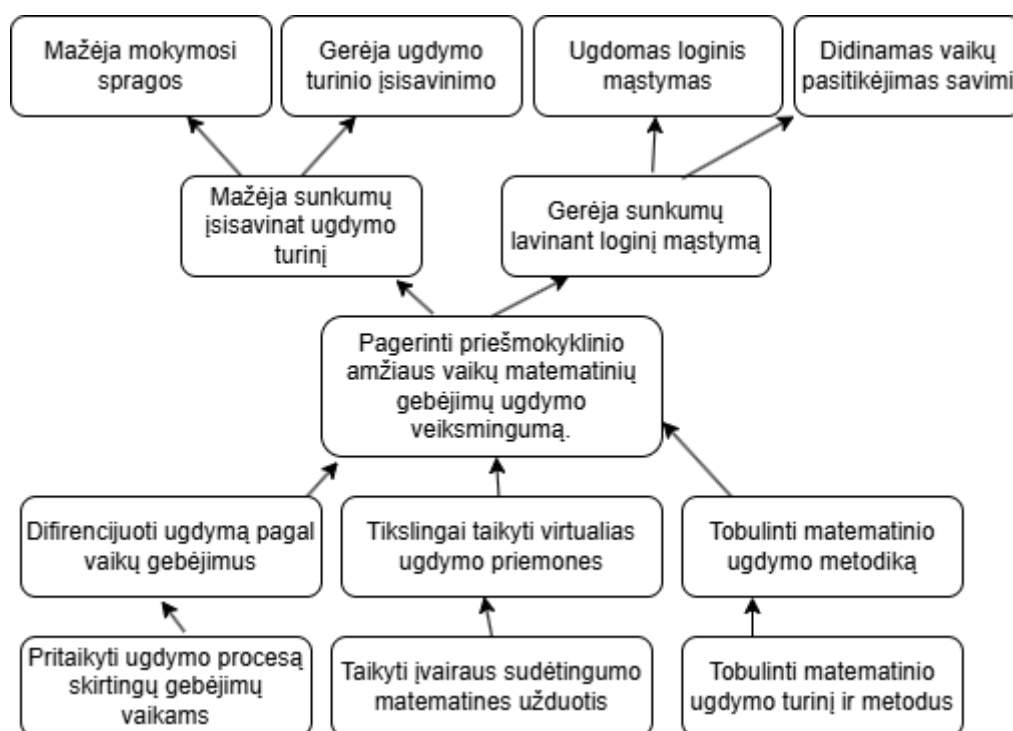 Mažėja mokymosi
spragos
Gerėja ugdymo
turinio įsisavinimo
Ugdomas loginis
mąstymas
Didinamas vaikų
pasitikėjimas savimi
Mažėja sunkumų
įsisavinat ugdymo
turinį
Gerėja sunkumų
lavinant loginį mąstymą
Pagerinti priešmokyklinio
amžiaus vaikų matematinių
gebėjimų ugdymo
veiksmingumą.
Difirencijuoti ugdymą pagal
vaikų gebėjimus
Tikslingai taikyti virtualias
ugdymo priemones
Tobulinti matematinio
ugdymo metodiką
Pritaikyti ugdymo procesą
skirtingų gebėjimų
vaikams
Taikyti įvairaus sudėtingumo
matematines užduotis
Tobulinti matematinio
ugdymo turinį ir metodus